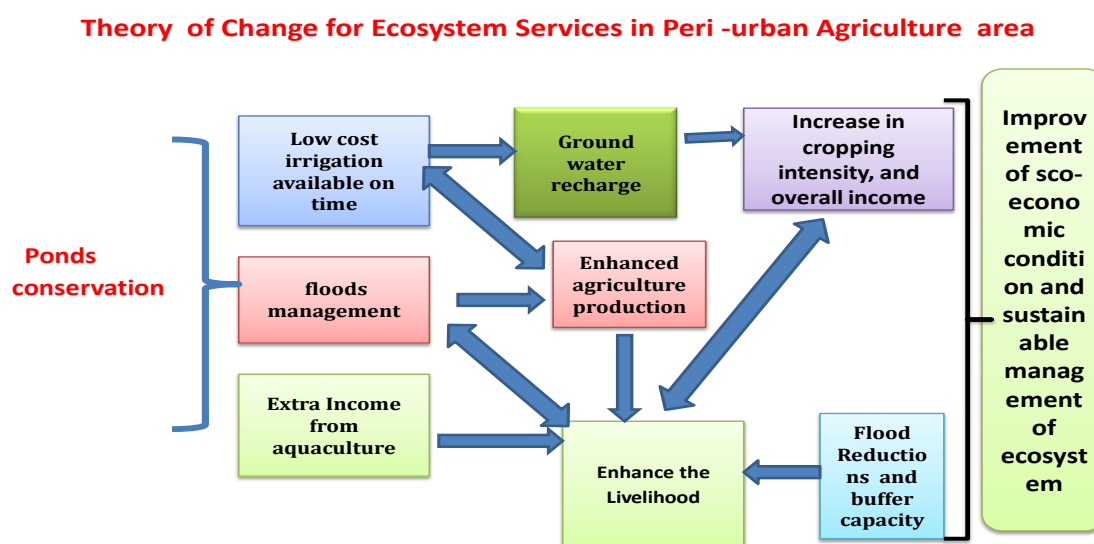 Theory of Change for Ecosystem Services in Peri -urban Agriculture area
Ponds
conservation
Low cost
irrigation
available on
time
Ground
water
recharge
Increase in
cropping
intensity, and
overall income
floods
management
Enhanced
agriculture
production
Extra Income
from
aquaculture
Enhance the
Livelihood
Flood
Reductio
ns and
buffer
capacity
Improv
ement
of sco-
econo
mic
conditi
on and
sustain
able
manag
ement
of
ecosyst
em